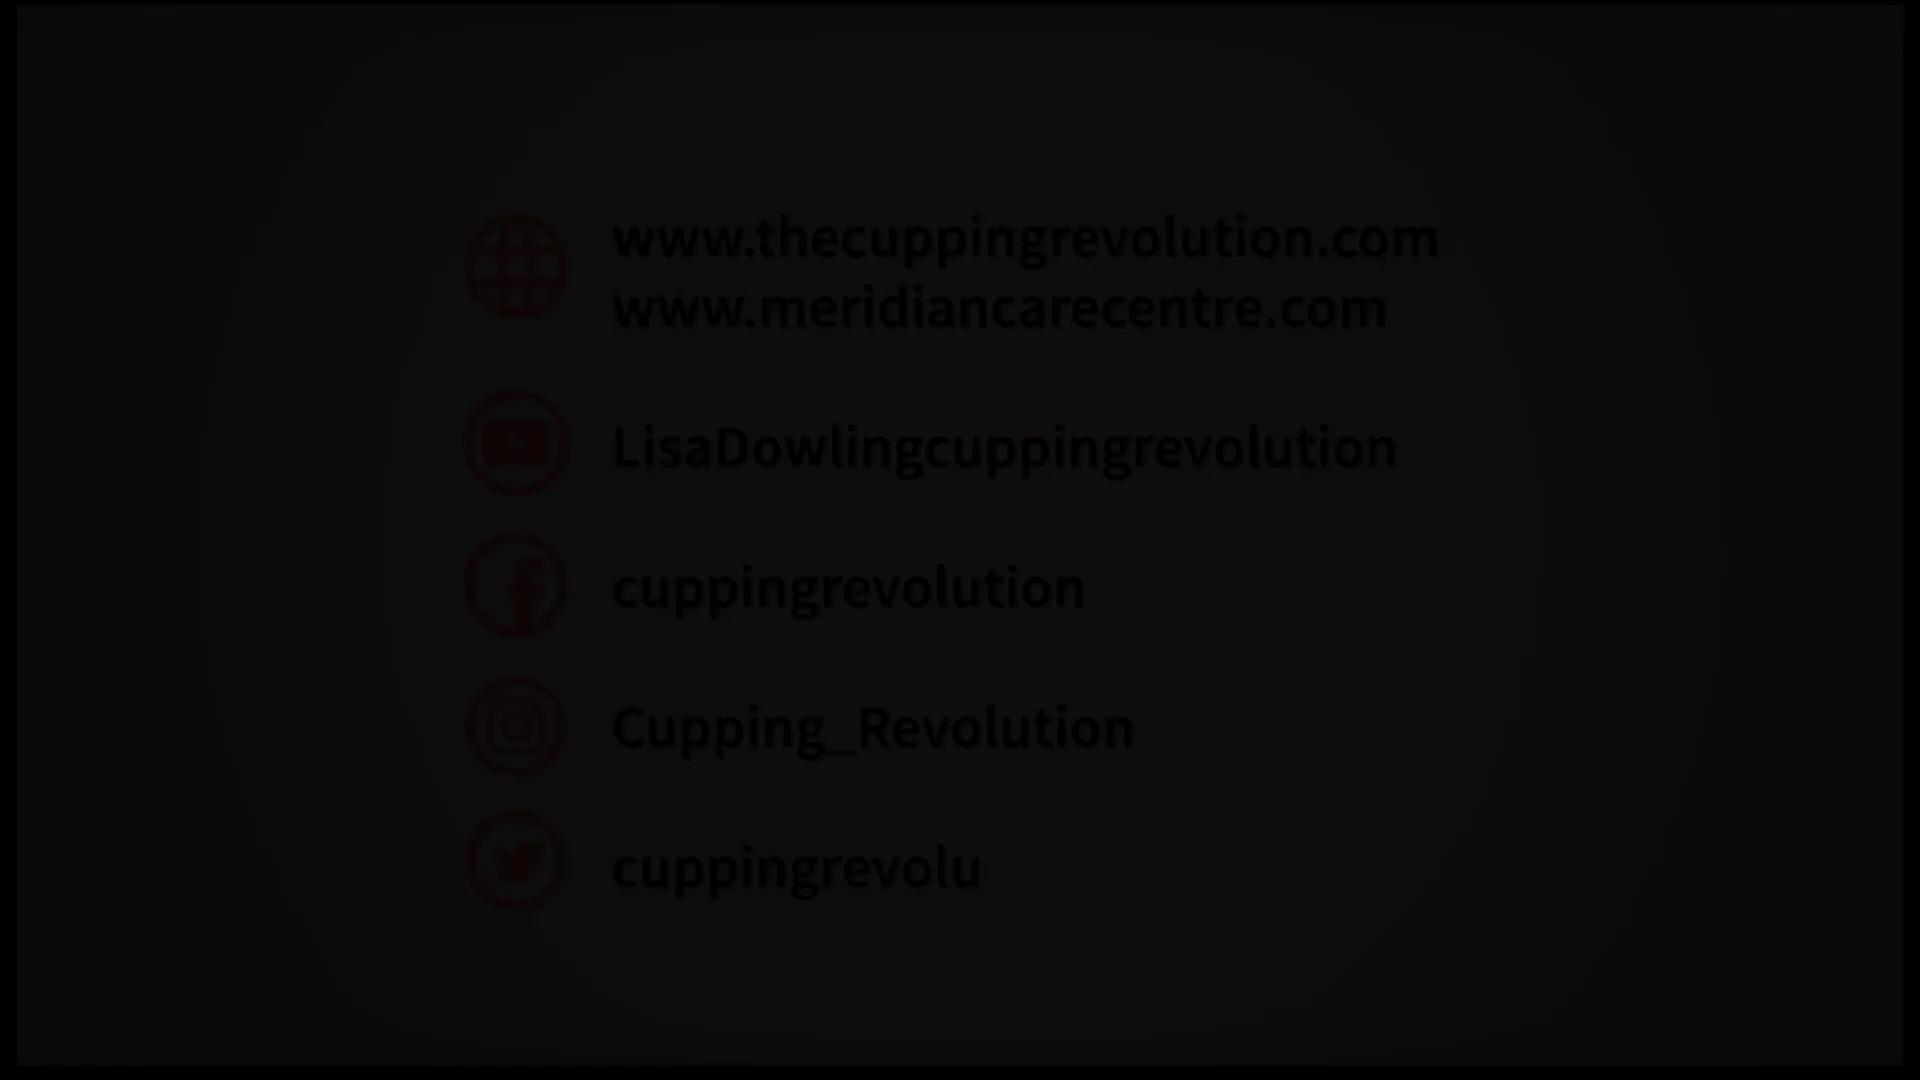 www.thecuppingrevolution.com
www.meridiancarecentre.com
LisaDowlingcuppingrevolution
cuppingrevolution
Cupping_Revolution
cuppingrevolu